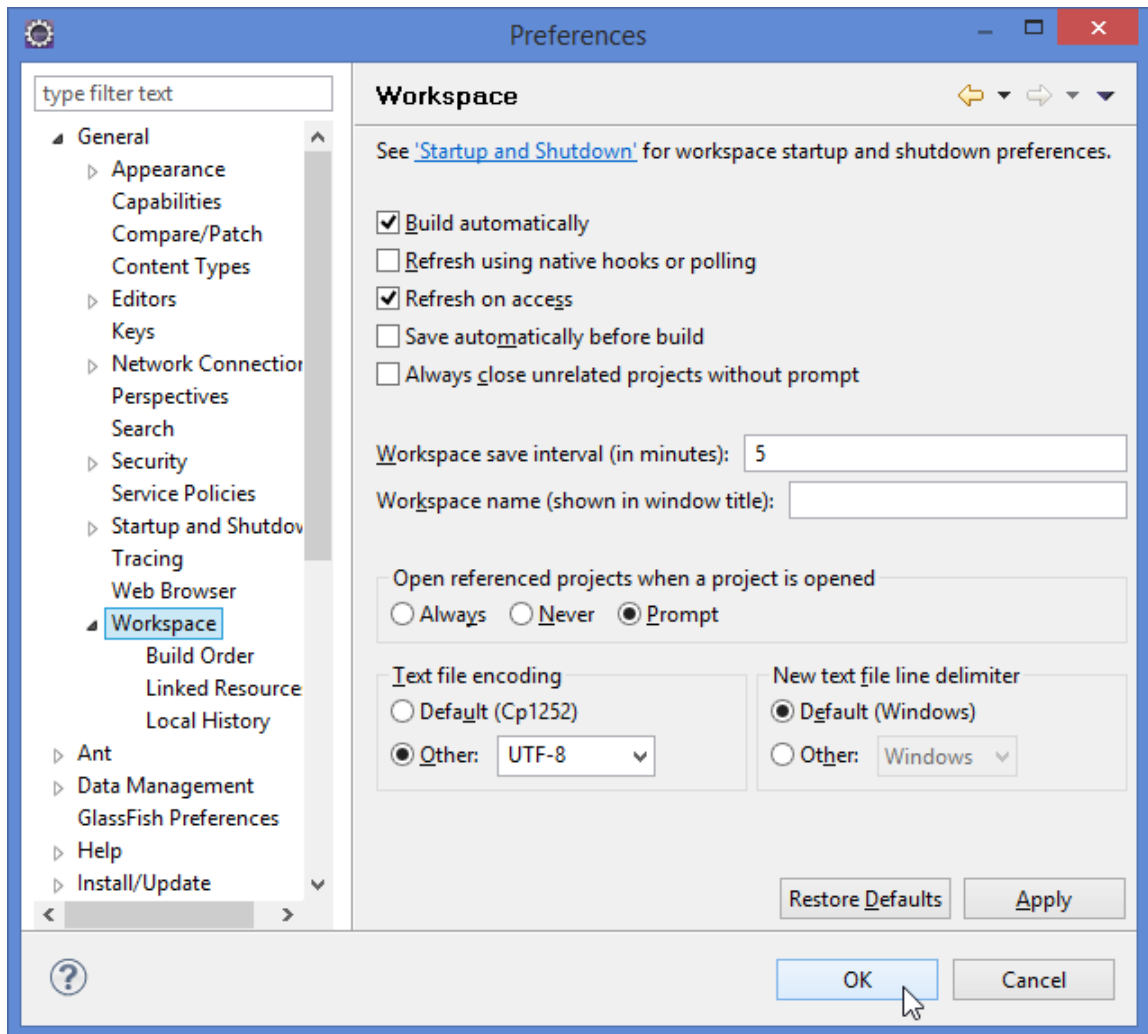 Preferences
type filter text
General
Appearance
Capabilities
Compare/Patch
Content Types
Editors
Keys
Network Connection
Perspectives
Search
Security
Service Policies
Startup and Shutdow
Tracing
Web Browser
Workspace
Build Order
Linked Resource
Local History
Ant
Data Management
GlassFish Preferences
Help
Install/Update
Workspace
See 'Startup and Shutdown' for workspace startup and shutdown preferences.
Build automatically
Refresh using native hooks or polling
Refresh on access
Save automatically before build
Always close unrelated projects without prompt
Workspace save interval (in minutes): 5
Workspace name (shown in window title):
Open referenced projects when a project is opened
Always Never Prompt
Text file encoding
Default (Cp1252)
Other: UTF-8
New text file line delimiter
Default (Windows)
Other: Windows
Restore Defaults Apply
? OK Cancel